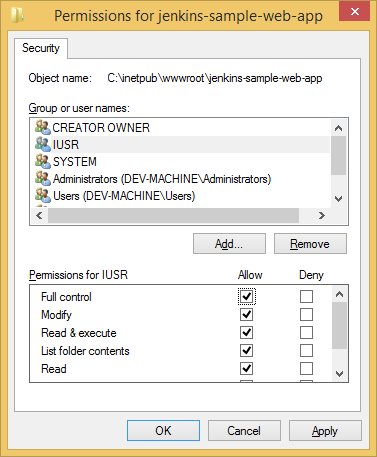 Permissions for jenkins-sample-web-app
Security
Object name: C:\inetpub\wwwroot\jenkins-sample-web-app
Group or user names:
CREATOR OWNER
IUSR
SYSTEM
Administrators (DEV-MACHINE\Administrators)
Users (DEV-MACHINE\Users)
Add... Remove
Permissions for IUSR Allow Deny
Full control
Modify
Read & execute
List folder contents
Read
OK Cancel Apply